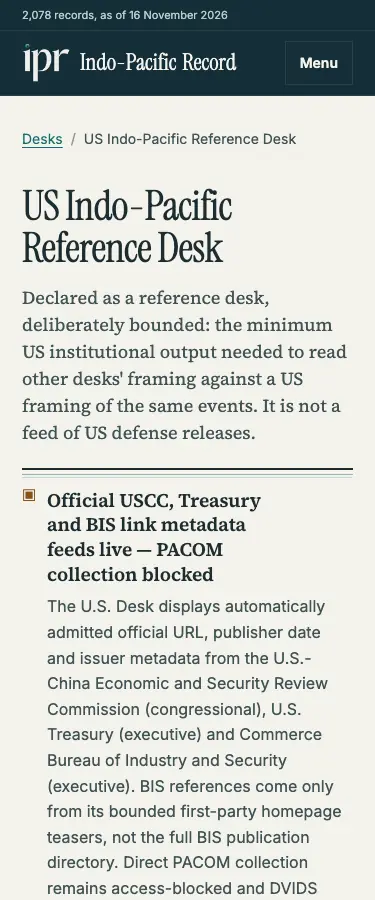 2,078 records, as of 16 November 2026
ipr Indo-Pacific Record
Menu
Desks / US Indo-Pacific Reference Desk
US Indo-Pacific
Reference Desk
Declared as a reference desk,
deliberately bounded: the minimum
US institutional output needed to read
other desks' framing against a US
framing of the same events. It is not a
feed of US defense releases.
Official USCC, Treasury
and BIS link metadata
feeds live — PACOM
collection blocked
The U.S. Desk displays automatically
admitted official URL, publisher date
and issuer metadata from the U.S.-
China Economic and Security Review
Commission (congressional), U.S.
Treasury (executive) and Commerce
Bureau of Industry and Security
(executive). BIS references come only
from its bounded first-party homepage
teasers, not the full BIS publication
directory. Direct PACOM collection
remains access-blocked and DVIDS